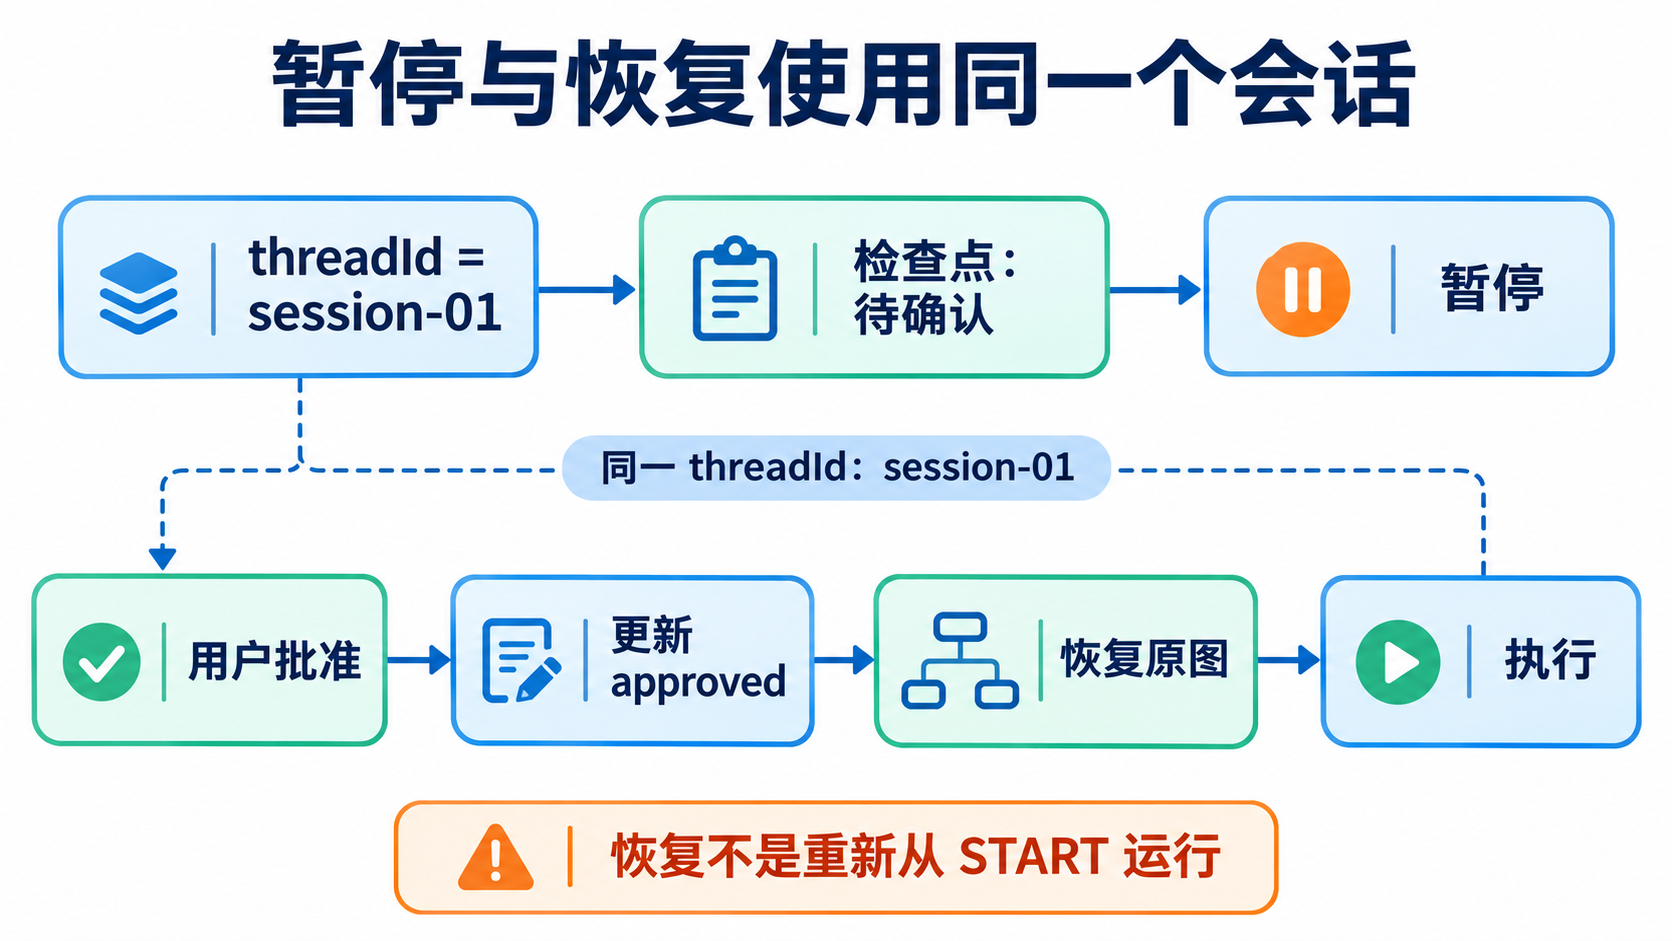 暂停与恢复使用同一个会话
threadId =
session-01
检查点：
待确认
暂停
同一 threadId：session-01
用户批准
更新
approved
恢复原图
执行
恢复不是重新从 START 运行